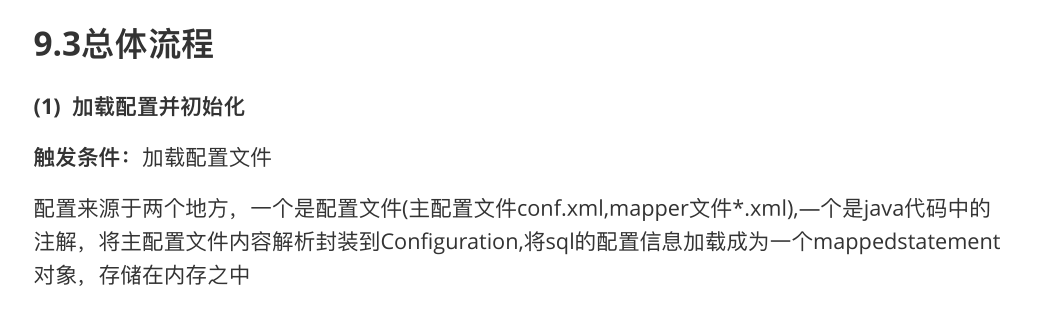 9.3总体流程
(1) 加载配置并初始化
触发条件：加载配置文件
配置来源于两个地方，一个是配置文件(主配置文件conf.xml,mapper文件*.xml),—个是java代码中的
注解，将主配置文件内容解析封装到Configuration,将sql的配置信息加载成为一个mappedstatement
对象，存储在内存之中